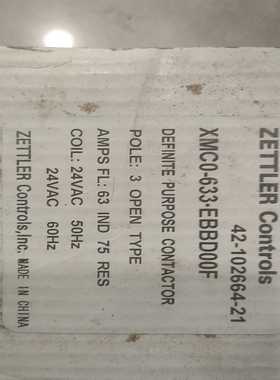 ZETTLER Controls
42-102664-21
XMC0-633-EBBD00F
DEFINITE PURPOSE CONTACTOR
POLE: 3 OPEN TYPE
AMPS FL: 63 IND 75 RES
COIL: 24VAC 50Hz
24VAC 60Hz
ZETTLER Controls,Inc. MADE IN CHINA